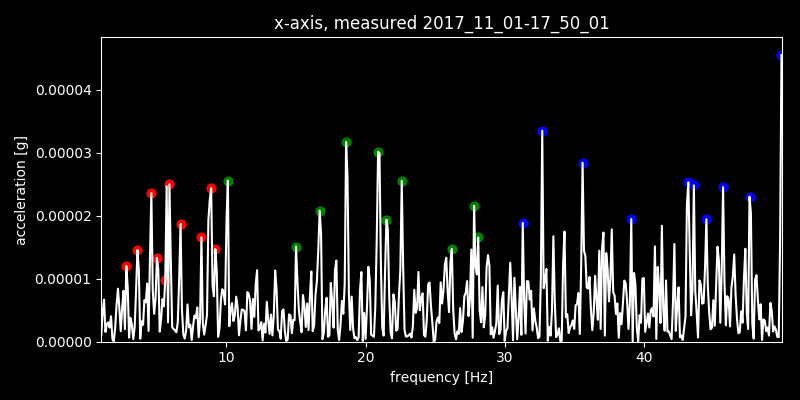 x-axis, measured 2017_11_01-17_50_01
0.00004
0.00003
0.00002
0.00001
0.00000
acceleration [g]
10 20 30 40
frequency [Hz]